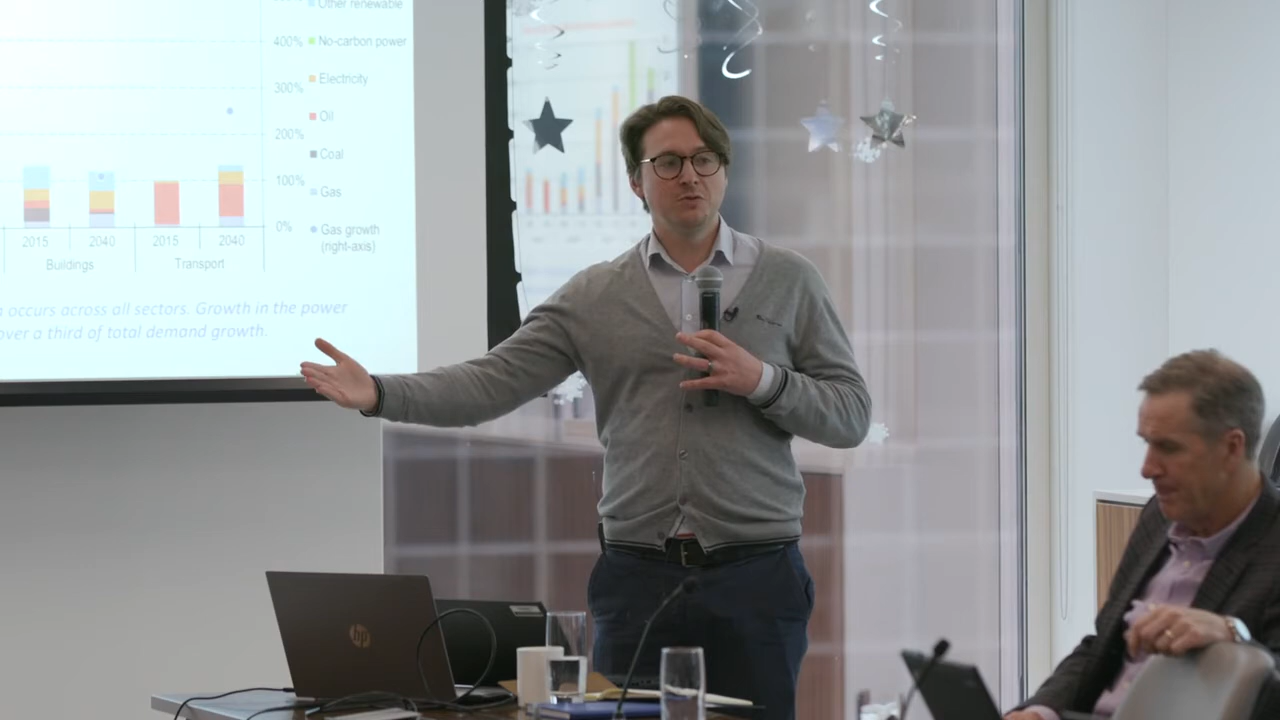 Other renewable
400%
No-carbon power
300%
Electricity
200%
Oil
Coal
100%
Gas
0%
Gas growth
(right-axis)
2015 2040 2015 2040
Buildings Transport
occurs across all sectors. Growth in the power
over a third of total demand growth.
hp